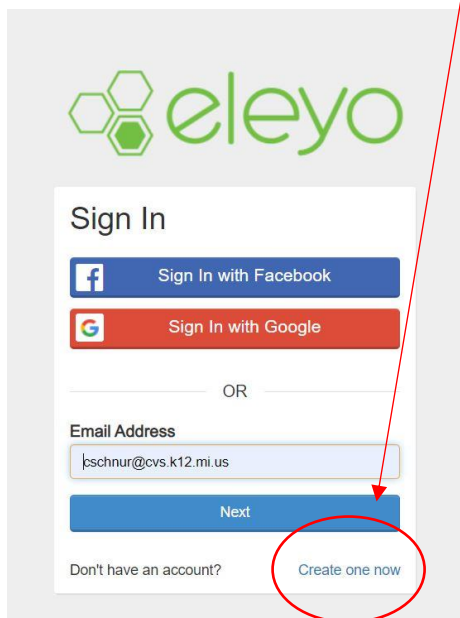 eleyo
Sign In
Sign In with Facebook
Sign In with Google
OR
Email Address
cschnur@cvs.k12.mi.us
Next
Don't have an account? Create one now